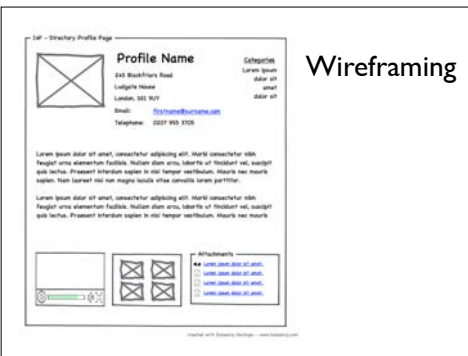 IxF - Directory Profile Page
Profile Name
245 Blackfriars Road
Ludgate House
London, SE1 9UY
Email: firstname@surname.com
Telephone: 0207 955 3705
Categories
Lorem ipsum
dolor sit
amet
dolor sit
Wireframing
Lorem ipsum dolor sit amet, consectetur adipiscing elit. Morbi consectetur nibh
feugiat urna elementum facilisis. Nullam diam arcu, lobortis ut tincidunt vel, suscipit
quis lectus. Praesent interdum sapien in nisl tempor vestibulum. Mauris nec mauris
sapien. Nam laoreet nisl non magna iaculis vitae convallis lorem porttitor.
Lorem ipsum dolor sit amet, consectetur adipiscing elit. Morbi consectetur nibh
feugiat urna elementum facilisis. Nullam diam arcu, lobortis ut tincidunt vel, suscipit
quis lectus. Praesent interdum sapien in nisl tempor vestibulum. Mauris nec mauris
Attachments
Lorem ipsum dolor sit amet.
Lorem ipsum dolor sit amet.
Lorem ipsum dolor sit amet.
Lorem ipsum dolor sit amet.
created with Balsamiq Mockups - www.balsamiq.com